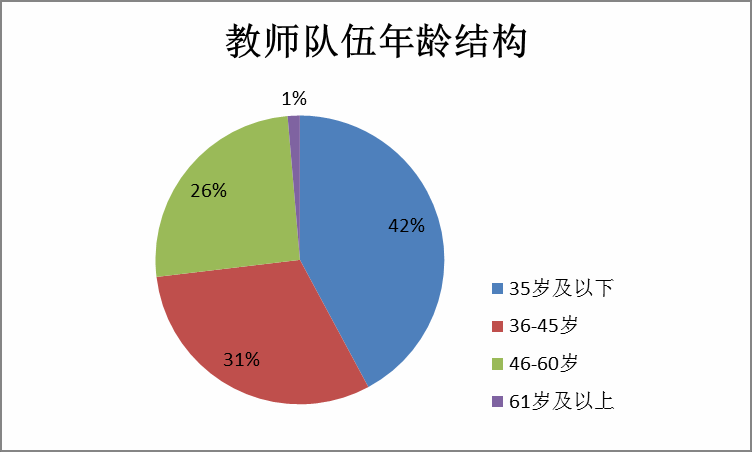 教师队伍年龄结构
1%
26%
42%
31%
35岁及以下
36-45岁
46-60岁
61岁及以上